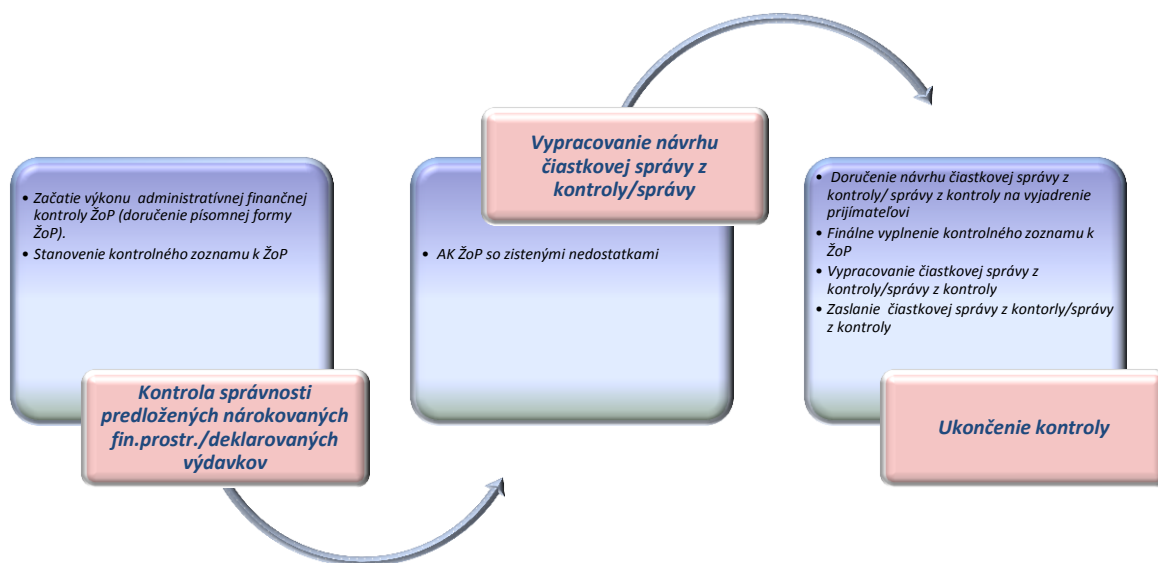 • Začatie výkonu administratívnej finančnej
kontroly ŽoP (doručenie písomnej formy
ŽoP).
• Stanovenie kontrolného zoznamu k ŽoP
Kontrola správnosti
predložených nárokovaných
fin.prostr./deklarovaných
výdavkov
Vypracovanie návrhu
čiastkovej správy z
kontroly/správy
• AK ŽoP so zistenými nedostatkami
• Doručenie návrhu čiastkovej správy z
kontroly/ správy z kontroly na vyjadrenie
prijímateľovi
• Finálne vyplnenie kontrolného zoznamu k
ŽoP
• Vypracovanie čiastkovej správy z
kontroly/správy z kontroly
• Zaslanie čiastkovej správy z kontorly/správy
z kontroly
Ukončenie kontroly